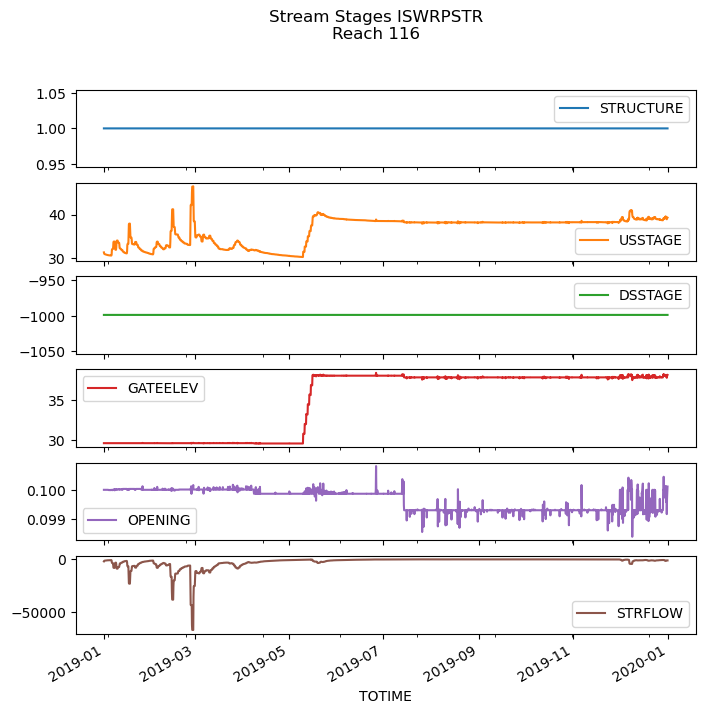 Stream Stages ISWRPSTR
Reach 116
1.05
1.00
0.95
STRUCTURE
40
30
USSTAGE
−950
−1000
−1050
DSSTAGE
35
30
GATEELEV
0.100
0.099
OPENING
0
−50000
STRFLOW
2019-01
2019-03
2019-05
2019-07
2019-09
2019-11
2020-01
TOTIME